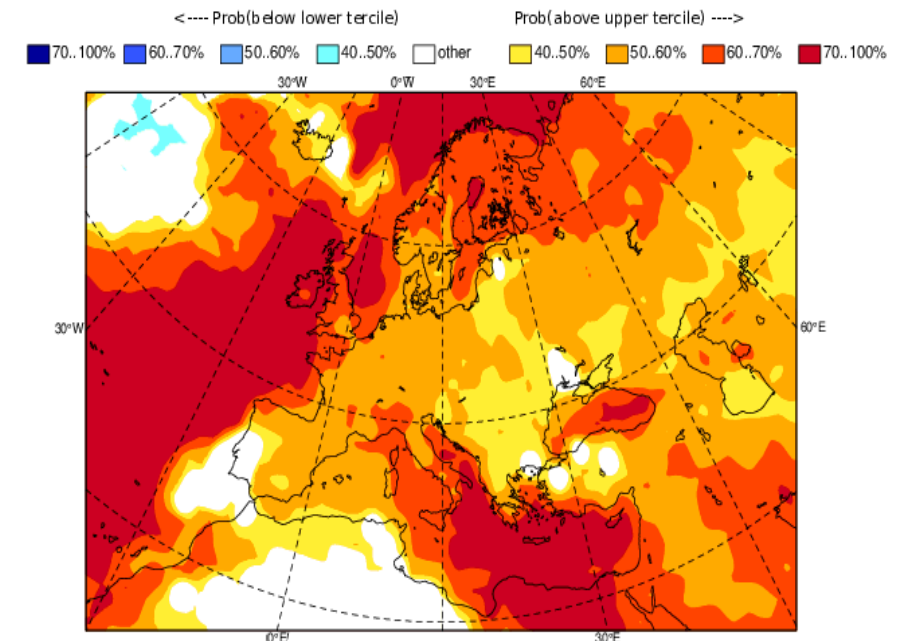 <---- Prob(below lower tercile) Prob(above upper tercile) ---->
70..100% 60..70% 50..60% 40..50% other 40..50% 50..60% 60..70% 70..100%
30°W 0°W 30°E 60°E
30°W 60°E
0°E 30°E